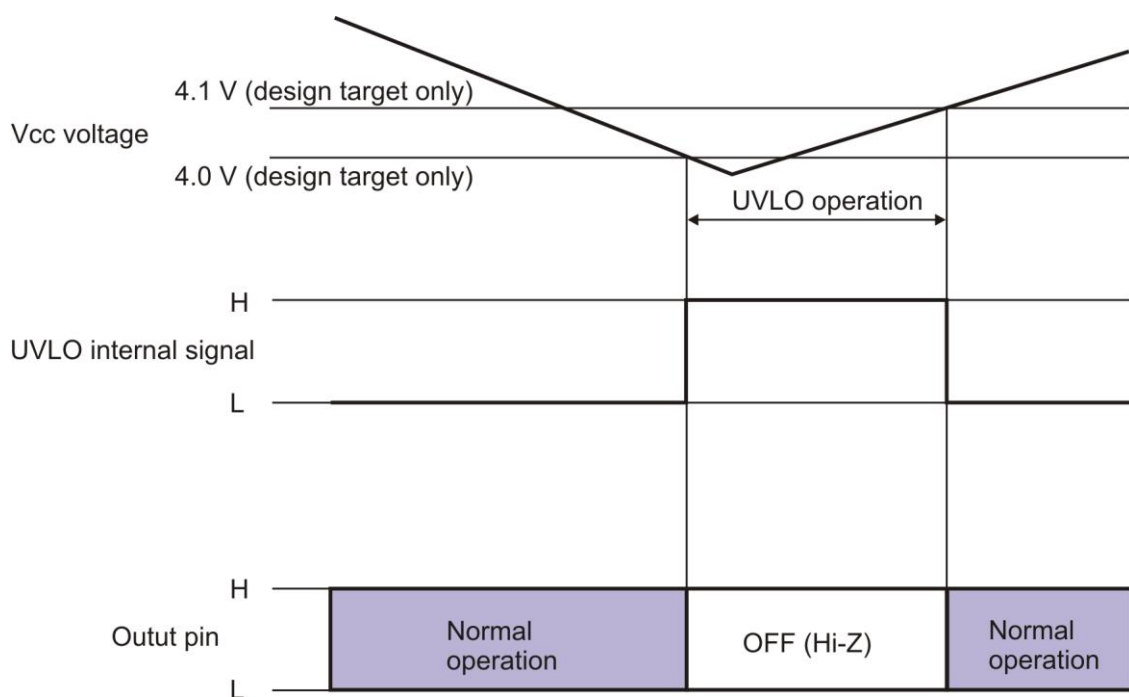 4.1 V (design target only)
Vcc voltage
4.0 V (design target only)
UVLO operation
H
UVLO internal signal
L
H
Outut pin
Normal
operation
OFF (Hi-Z)
Normal
operation
L